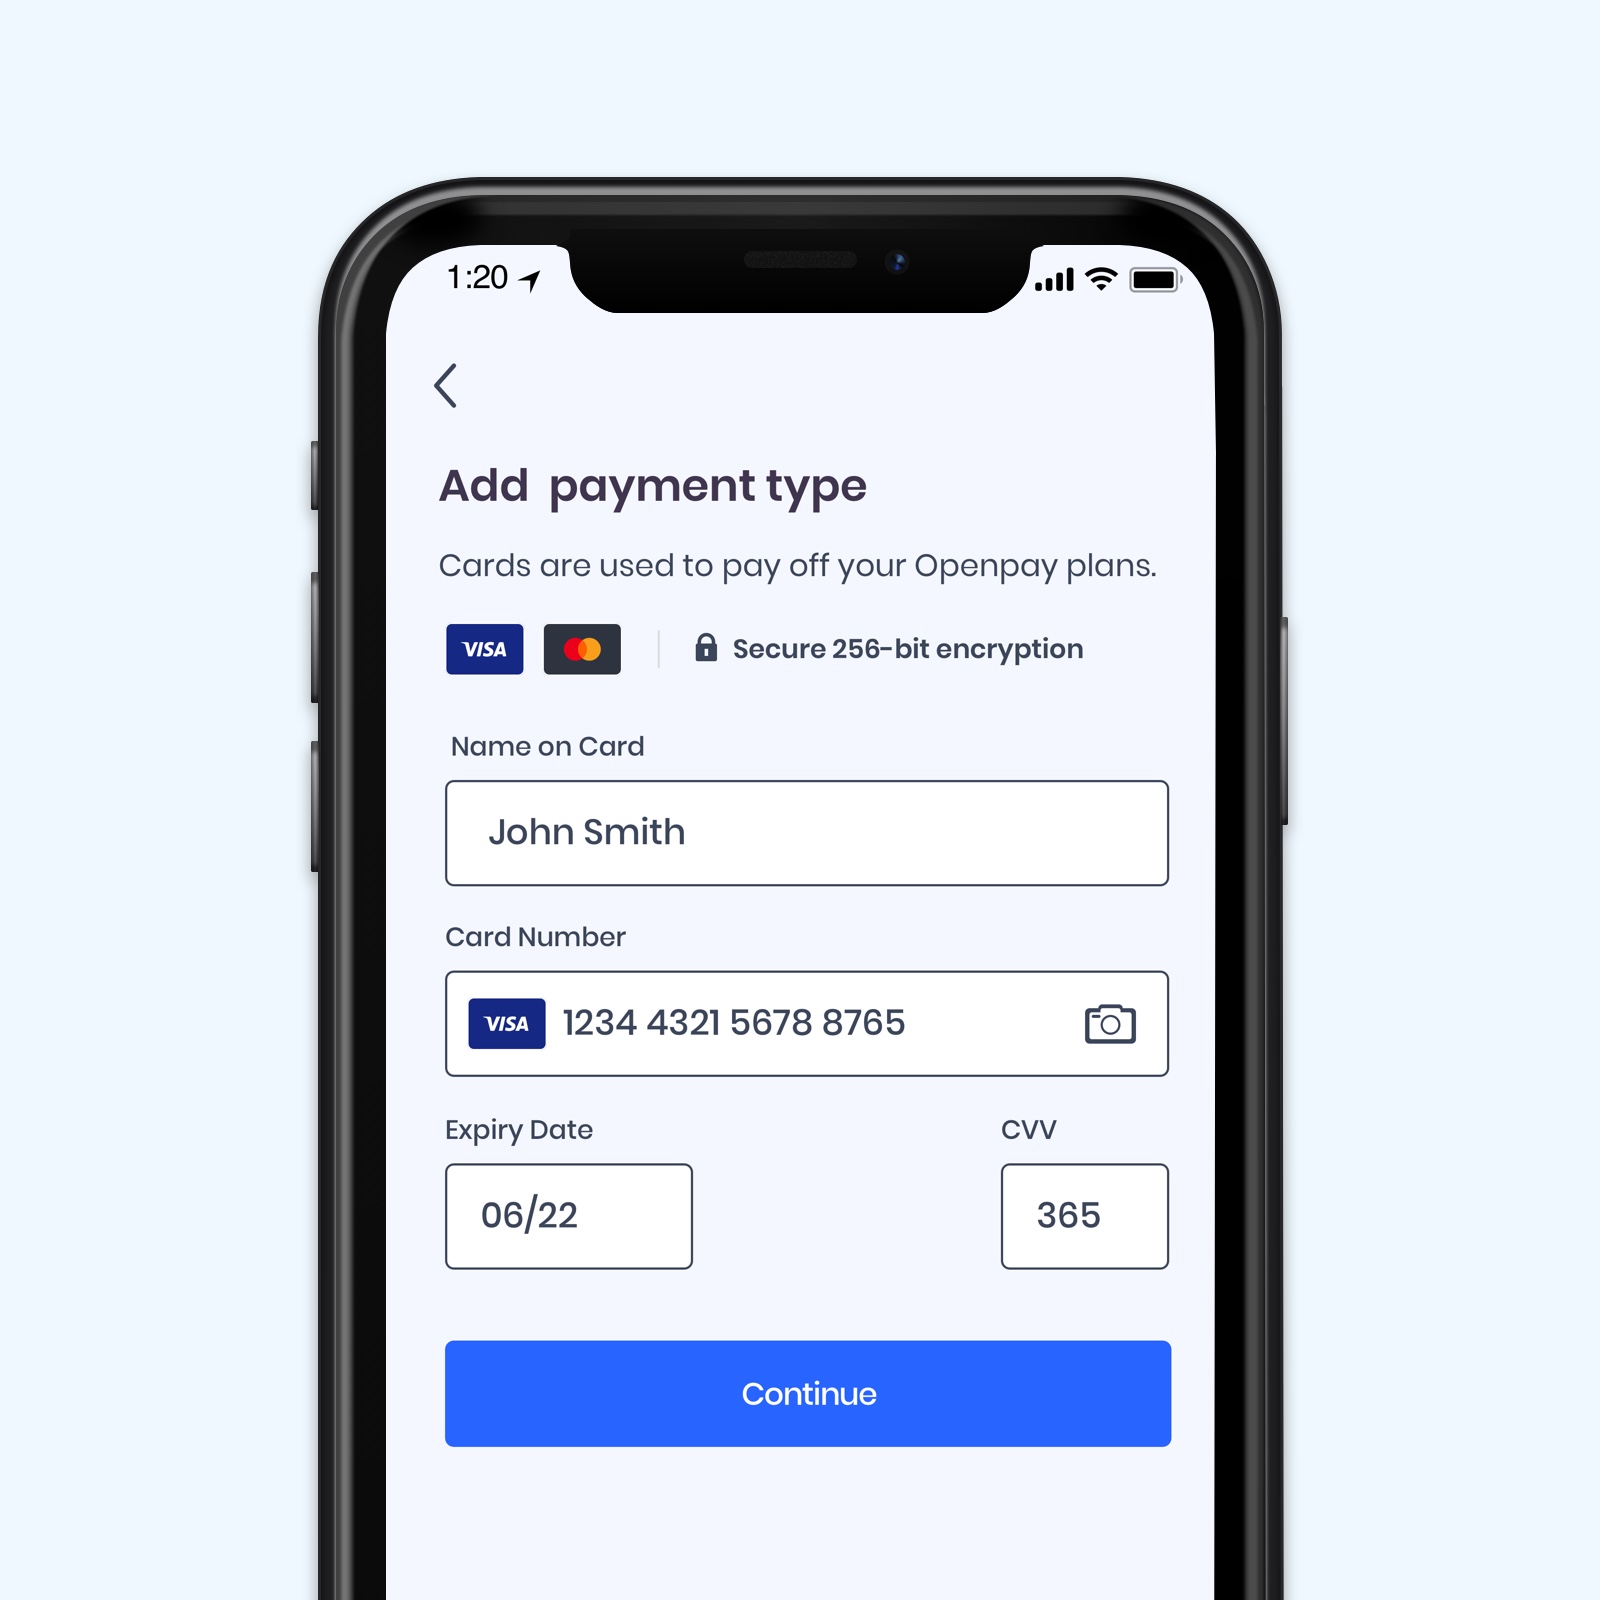 1:20
Add payment type
Cards are used to pay off your Openpay plans.
VISA Secure 256-bit encryption
Name on Card
John Smith
Card Number
VISA 1234 4321 5678 8765
Expiry Date CVV
06/22 365
Continue